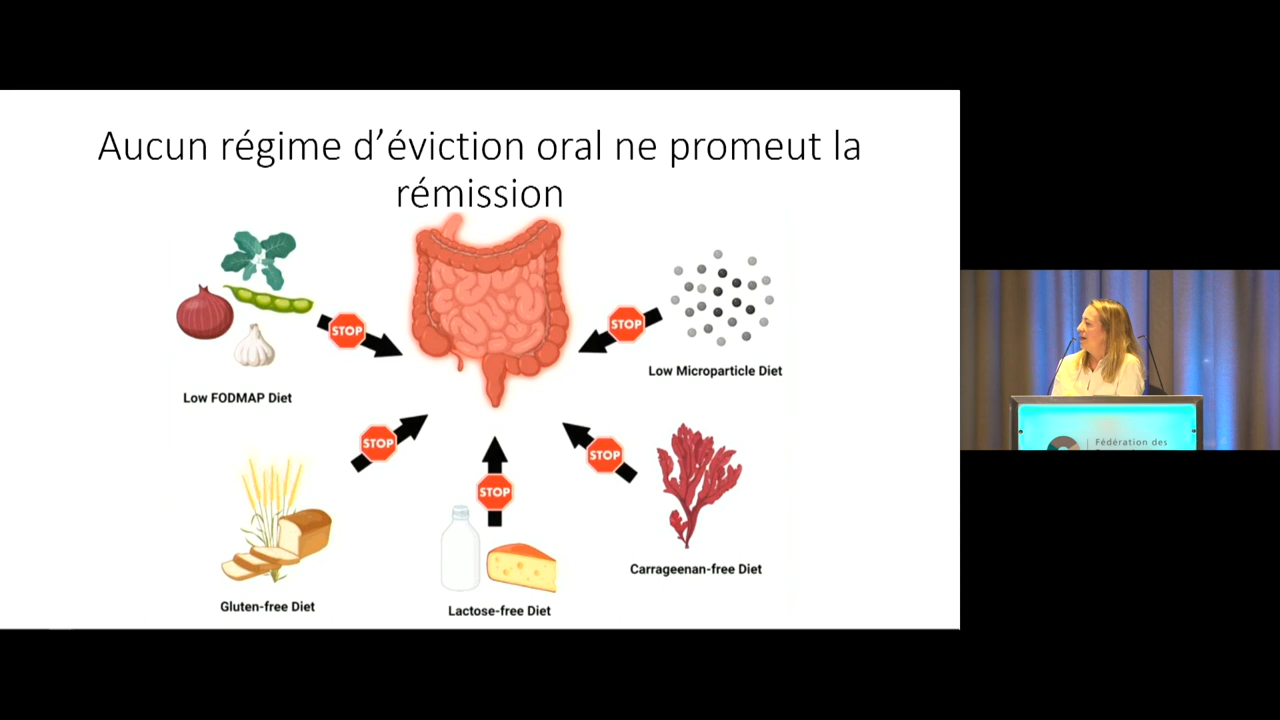 Aucun régime d’éviction oral ne promeut la
rémission
STOP
STOP
Low Microparticle Diet
Low FODMAP Diet
STOP
STOP
STOP
Carrageenan-free Diet
Gluten-free Diet
Lactose-free Diet
Fédération des